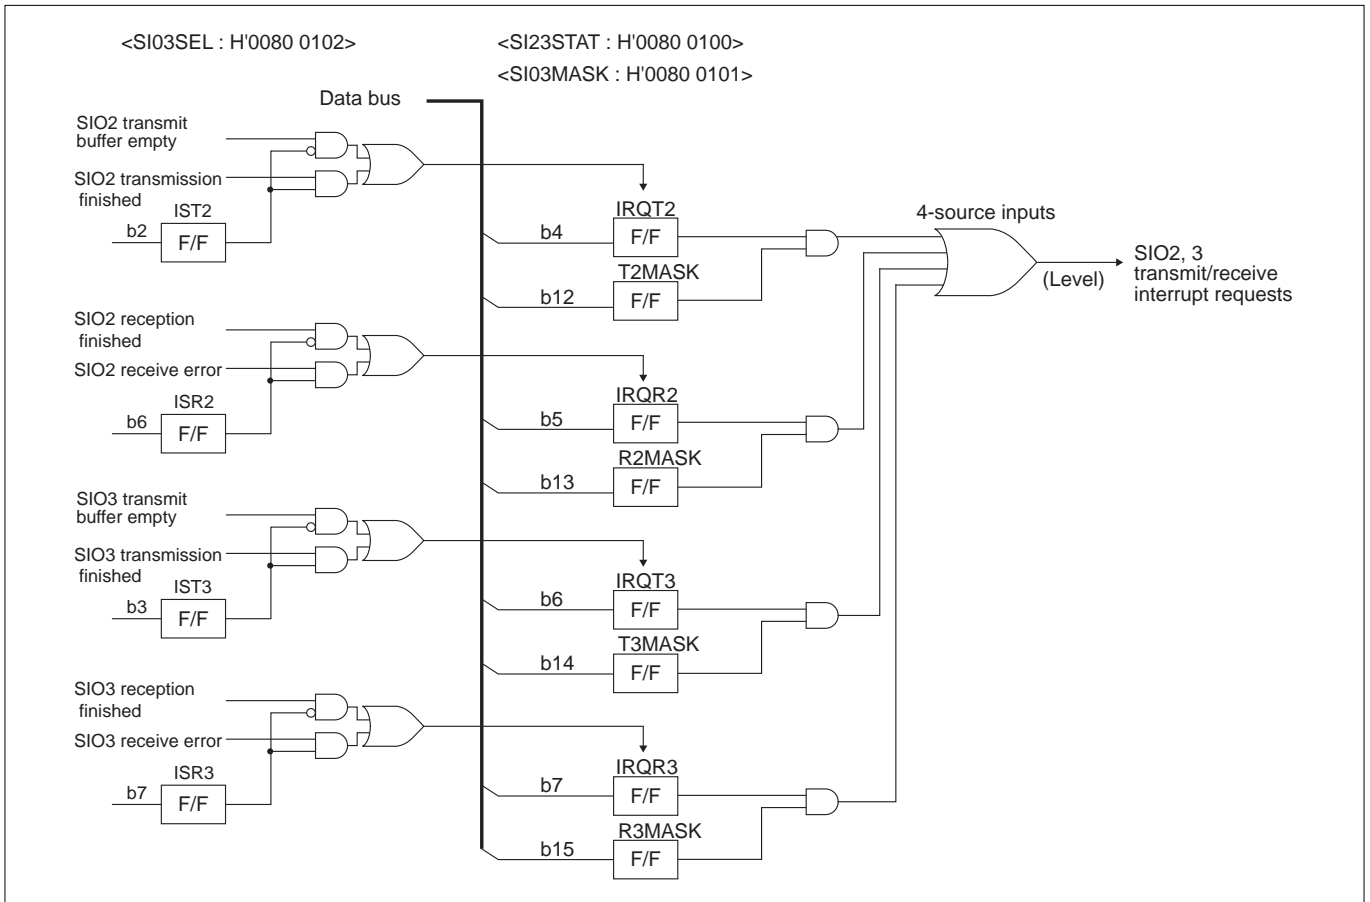 <SI03SEL : H'0080 0102>
<SI23STAT : H'0080 0100>
<SI03MASK : H'0080 0101>
Data bus
SIO2 transmit
buffer empty
SIO2 transmission
finished
IST2
b2
F/F
IRQT2
b4
F/F
T2MASK
b12
F/F
4-source inputs
(Level)
SIO2, 3
transmit/receive
interrupt requests
SIO2 reception
finished
SIO2 receive error
ISR2
b6
F/F
IRQR2
b5
F/F
R2MASK
b13
F/F
SIO3 transmit
buffer empty
SIO3 transmission
finished
IST3
b3
F/F
IRQT3
b6
F/F
T3MASK
b14
F/F
SIO3 reception
finished
SIO3 receive error
ISR3
b7
F/F
IRQR3
b7
F/F
R3MASK
b15
F/F